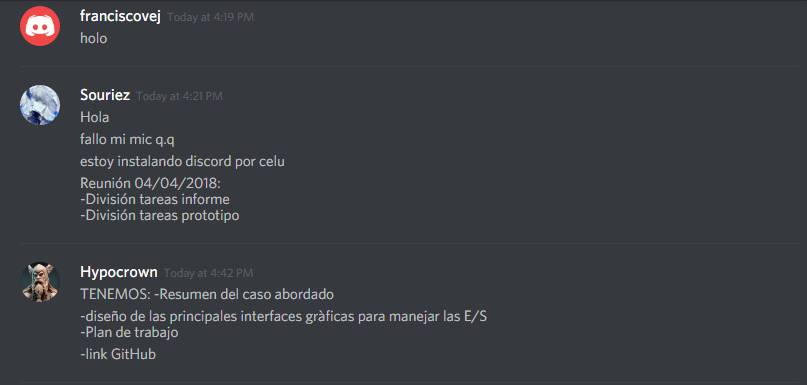 franciscovej Today at 4:19 PM
holo
Souriez Today at 4:21 PM
Hola
fallo mi mic q.q
estoy instalando discord por celu
Reunión 04/04/2018:
-División tareas informe
-División tareas prototipo
Hypocrown Today at 4:42 PM
TENEMOS: -Resumen del caso abordado
-diseño de las principales interfaces gràficas para manejar las E/S
-Plan de trabajo
-link GitHub